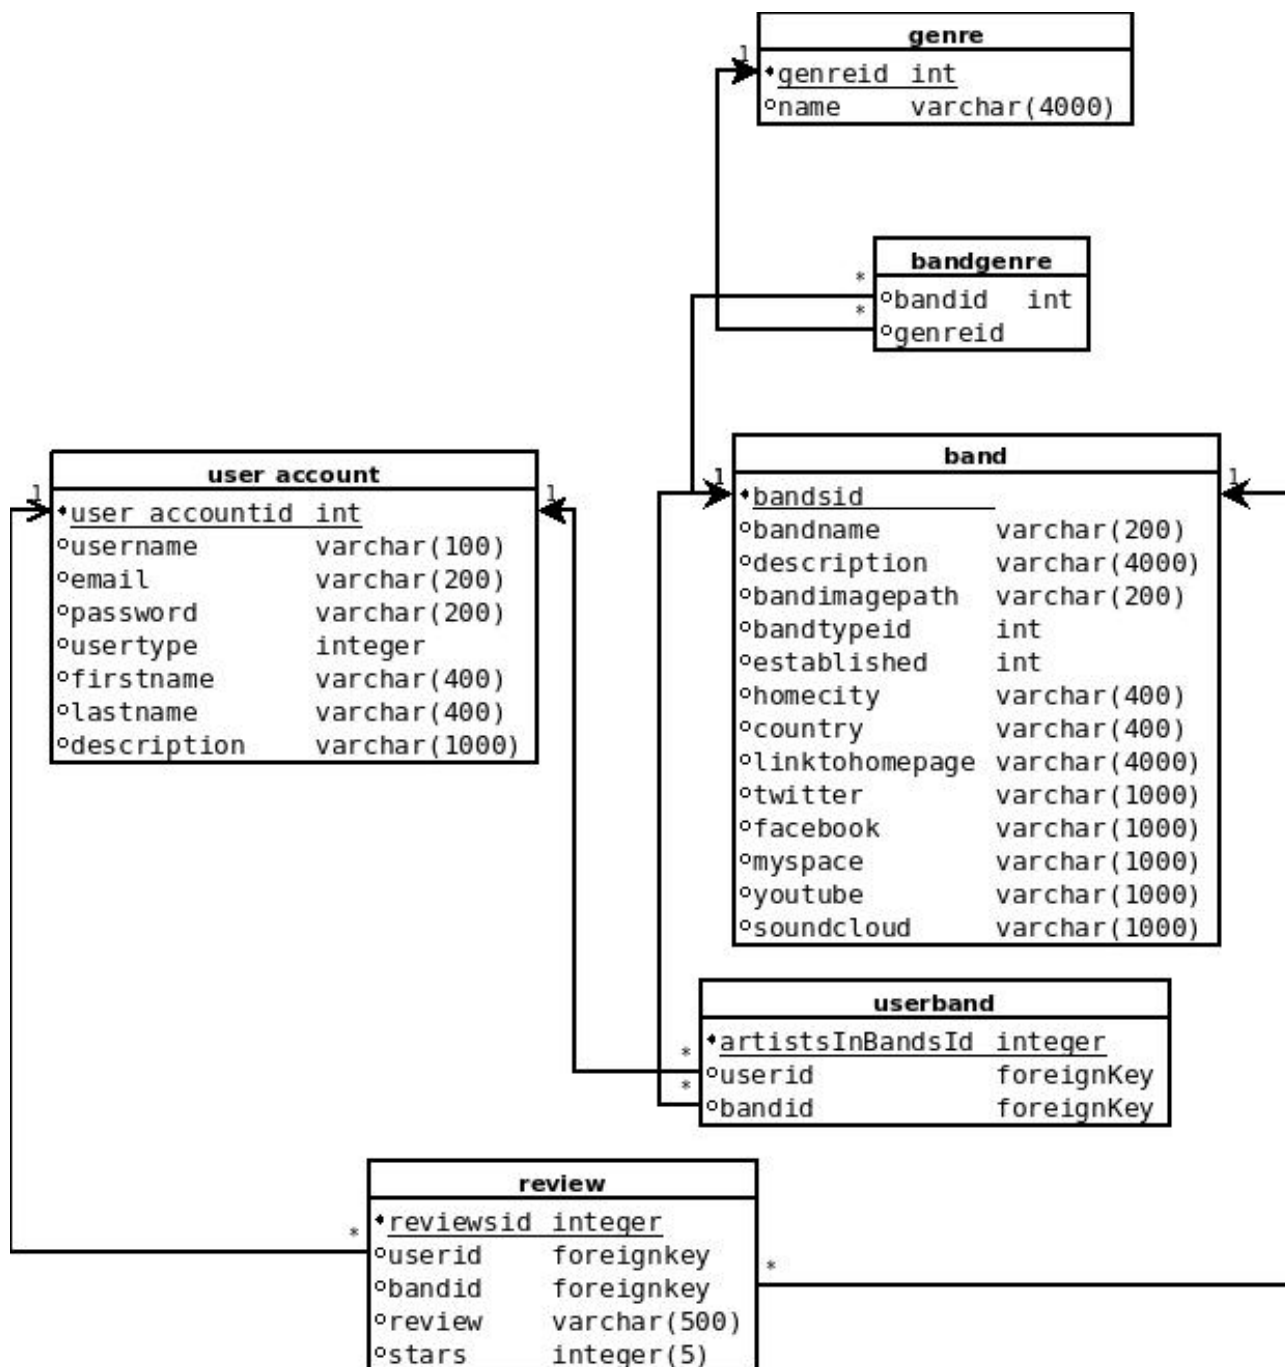 genre
1
genreid int
name varchar(4000)
bandgenre
*
bandid int
*
genreid
user account
1
1
user accountid int
username varchar(100)
email varchar(200)
password varchar(200)
usertype integer
firstname varchar(400)
lastname varchar(400)
description varchar(1000)
band
1
1
bandsid
bandname varchar(200)
description varchar(4000)
bandimagepath varchar(200)
bandtypeid int
established int
homecity varchar(400)
country varchar(400)
linktohomepage varchar(4000)
twitter varchar(1000)
facebook varchar(1000)
myspace varchar(1000)
youtube varchar(1000)
soundcloud varchar(1000)
userband
artistsInBandsId integer
*
userid foreignKey
*
bandid foreignKey
review
reviewsid integer
*
userid foreignkey
*
bandid foreignkey
review varchar(500)
stars integer(5)